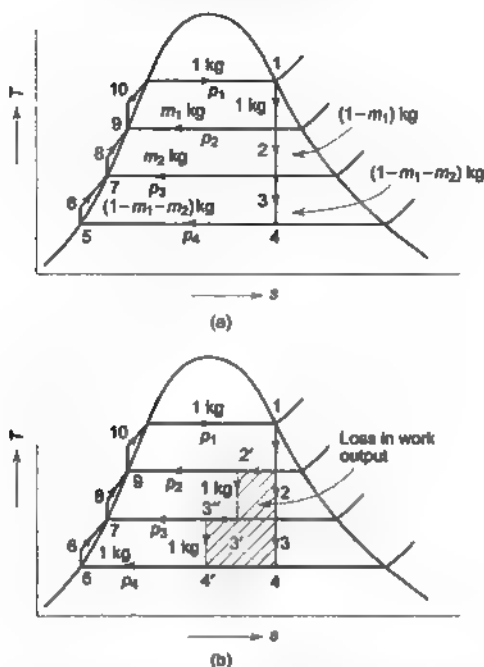 1 kg
1
10
p₁
1 kg
T
m₁ kg
(1–m₁) kg
9
p₂
2
8
m₂ kg
(1–m₁–m₂) kg
7
p₃
3
6
(1–m₁–m₂) kg
5
p₄
4
s
(a)
1 kg
1
10
p₁
Loss in work
output
T
2'
9
p₂
1 kg
2
8
3''
7
p₃
6
1 kg
3'
3
1 kg
p₄
4'
4
s
(b)